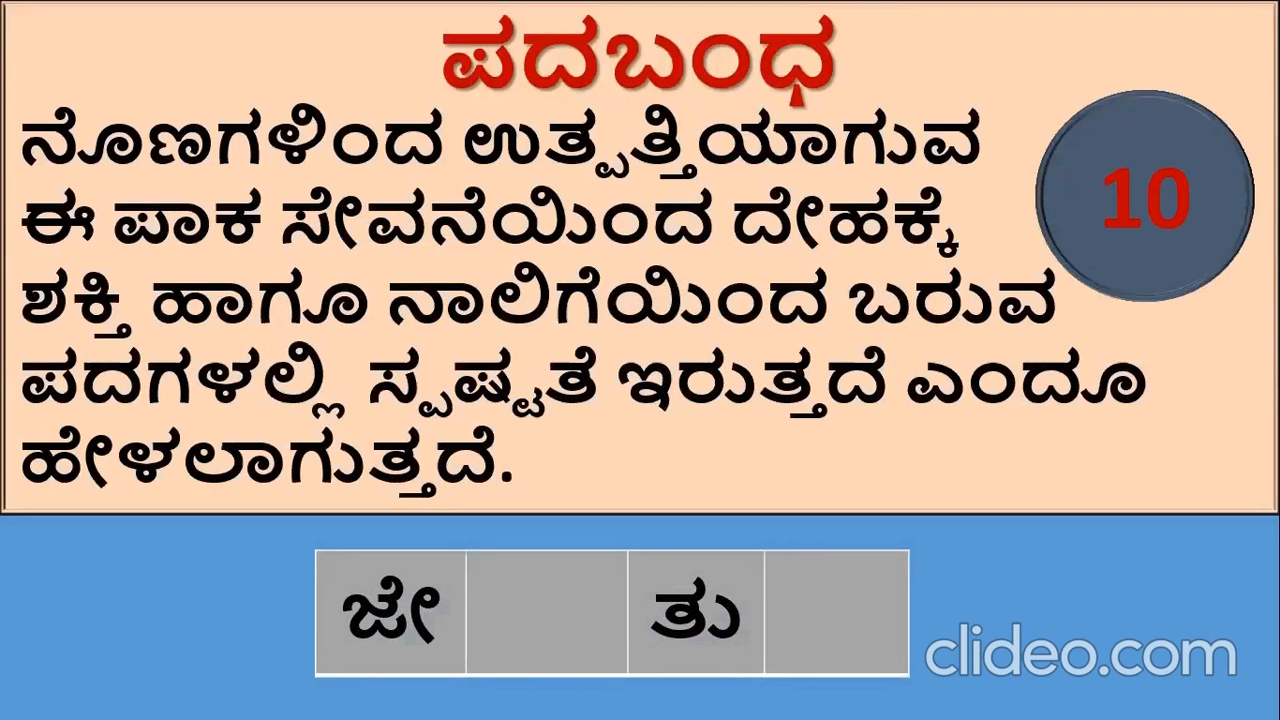 ಪದಬಂಧ
ನೊಣಗಳಿಂದ ಉತ್ಪತ್ತಿಯಾಗುವ
10
ಈ ಪಾಕ ಸೇವನೆಯಿಂದ ದೇಹಕ್ಕೆ
ಶಕ್ತಿ ಹಾಗೂ ನಾಲಿಗೆಯಿಂದ ಬರುವ
ಪದಗಳಲ್ಲಿ ಸ್ಪಷ್ಟತೆ ಇರುತ್ತದೆ ಎಂದೂ
ಹೇಳಲಾಗುತ್ತದೆ.
ಜೇ ತು
clideo.com